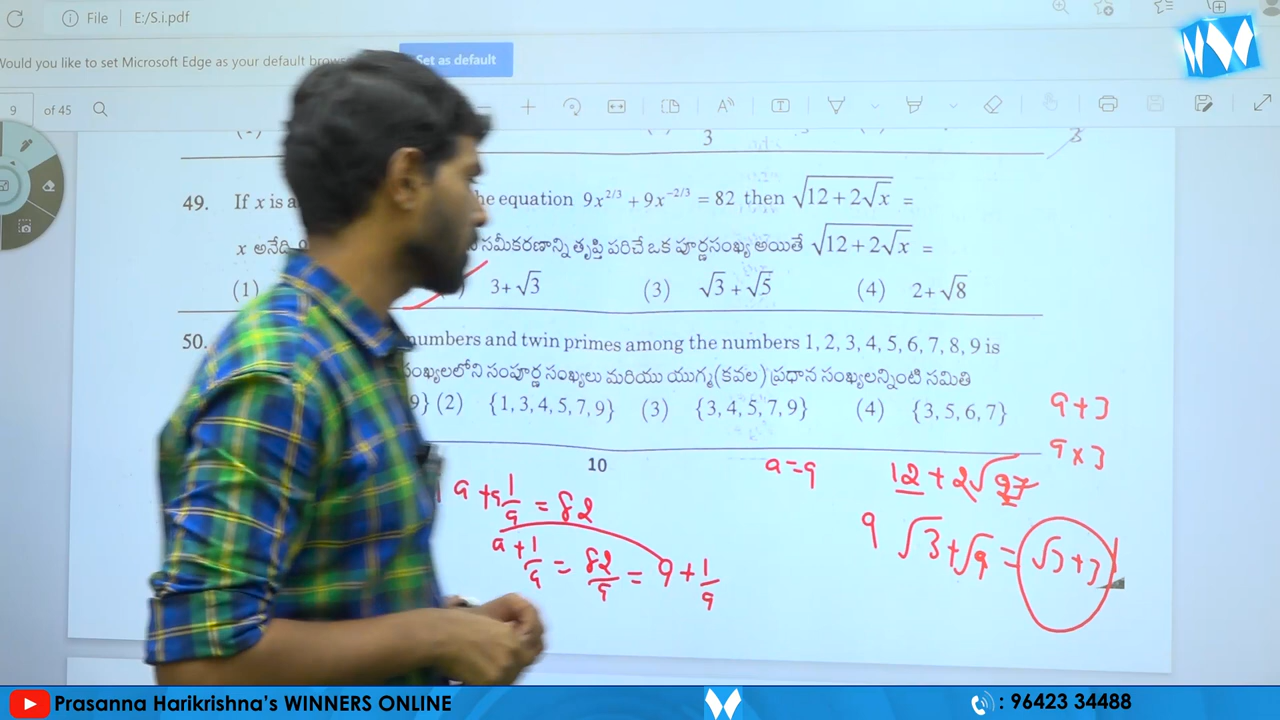 File E:/S.i.pdf
Would you like to set Microsoft Edge as your default brows
Set as default
9 of 45
3
3
49. If x is a he equation 9x^{2/3} + 9x^{-2/3} = 82 then √(12 + 2√x) =
x అనేది సమీకరణాన్ని తృప్తి పరిచే ఒక పూర్ణసంఖ్య అయితే √(12 + 2√x) =
(1) 3+√3 (3) √3 + √5 (4) 2+√8
50. numbers and twin primes among the numbers 1, 2, 3, 4, 5, 6, 7, 8, 9 is
సంఖ్యలలోని సంపూర్ణ సంఖ్యలు మరియు యుగ్మ(కవల) ప్రధాన సంఖ్యలన్నింటి సమితి
9} (2) {1, 3, 4, 5, 7, 9} (3) {3, 4, 5, 7, 9} (4) {3, 5, 6, 7}
9 + 3
9 × 3
10
a = 9
12 + 2√27
a + 9 1/a = 82
a + 1/a = 82/9 = 9 + 1/9
9 √3 + √9 = √3 + 3
Prasanna Harikrishna's WINNERS ONLINE
: 96423 34488